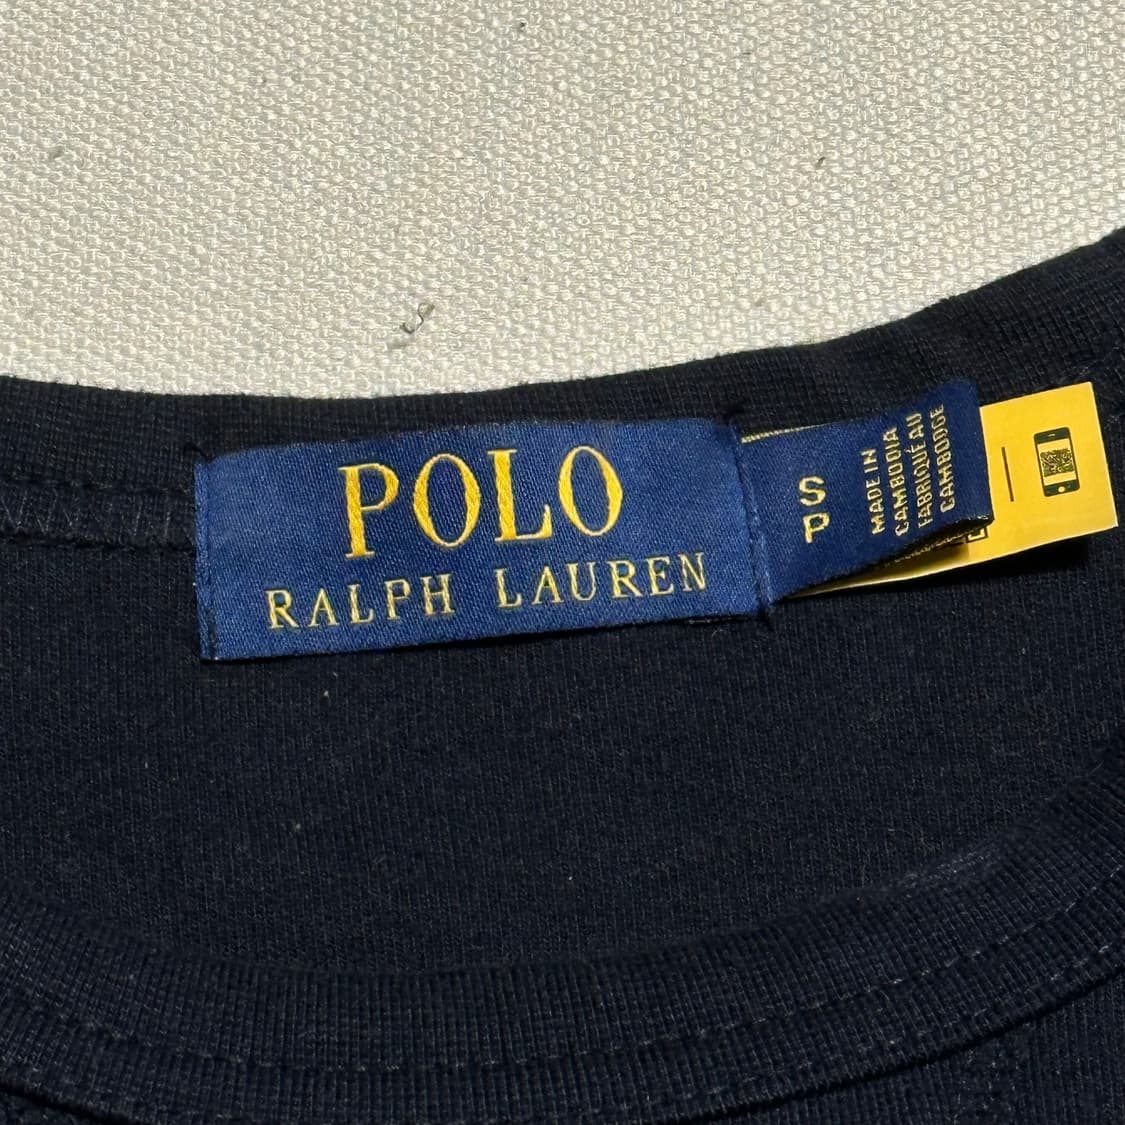 POLO
RALPH LAUREN
S
P
MADE IN
CAMBODIA
FABRIQUÉ AU
CAMBODGE